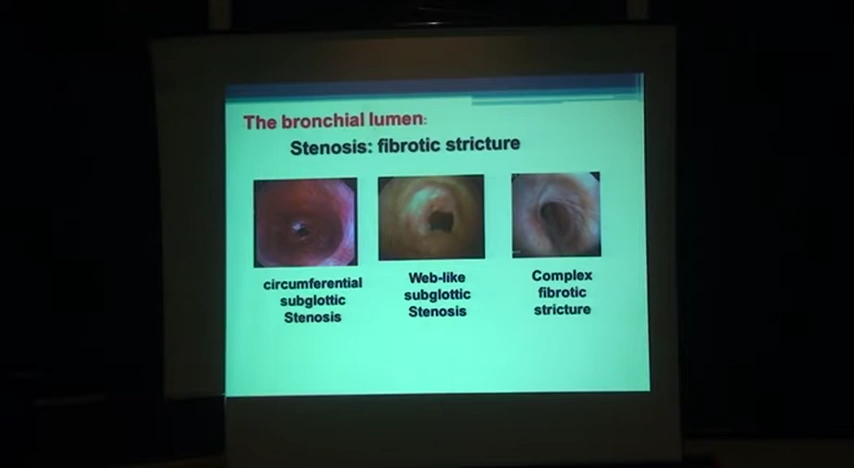 The bronchial lumen:
Stenosis: fibrotic stricture
circumferential
subglottic
Stenosis
Web-like
subglottic
Stenosis
Complex
fibrotic
stricture